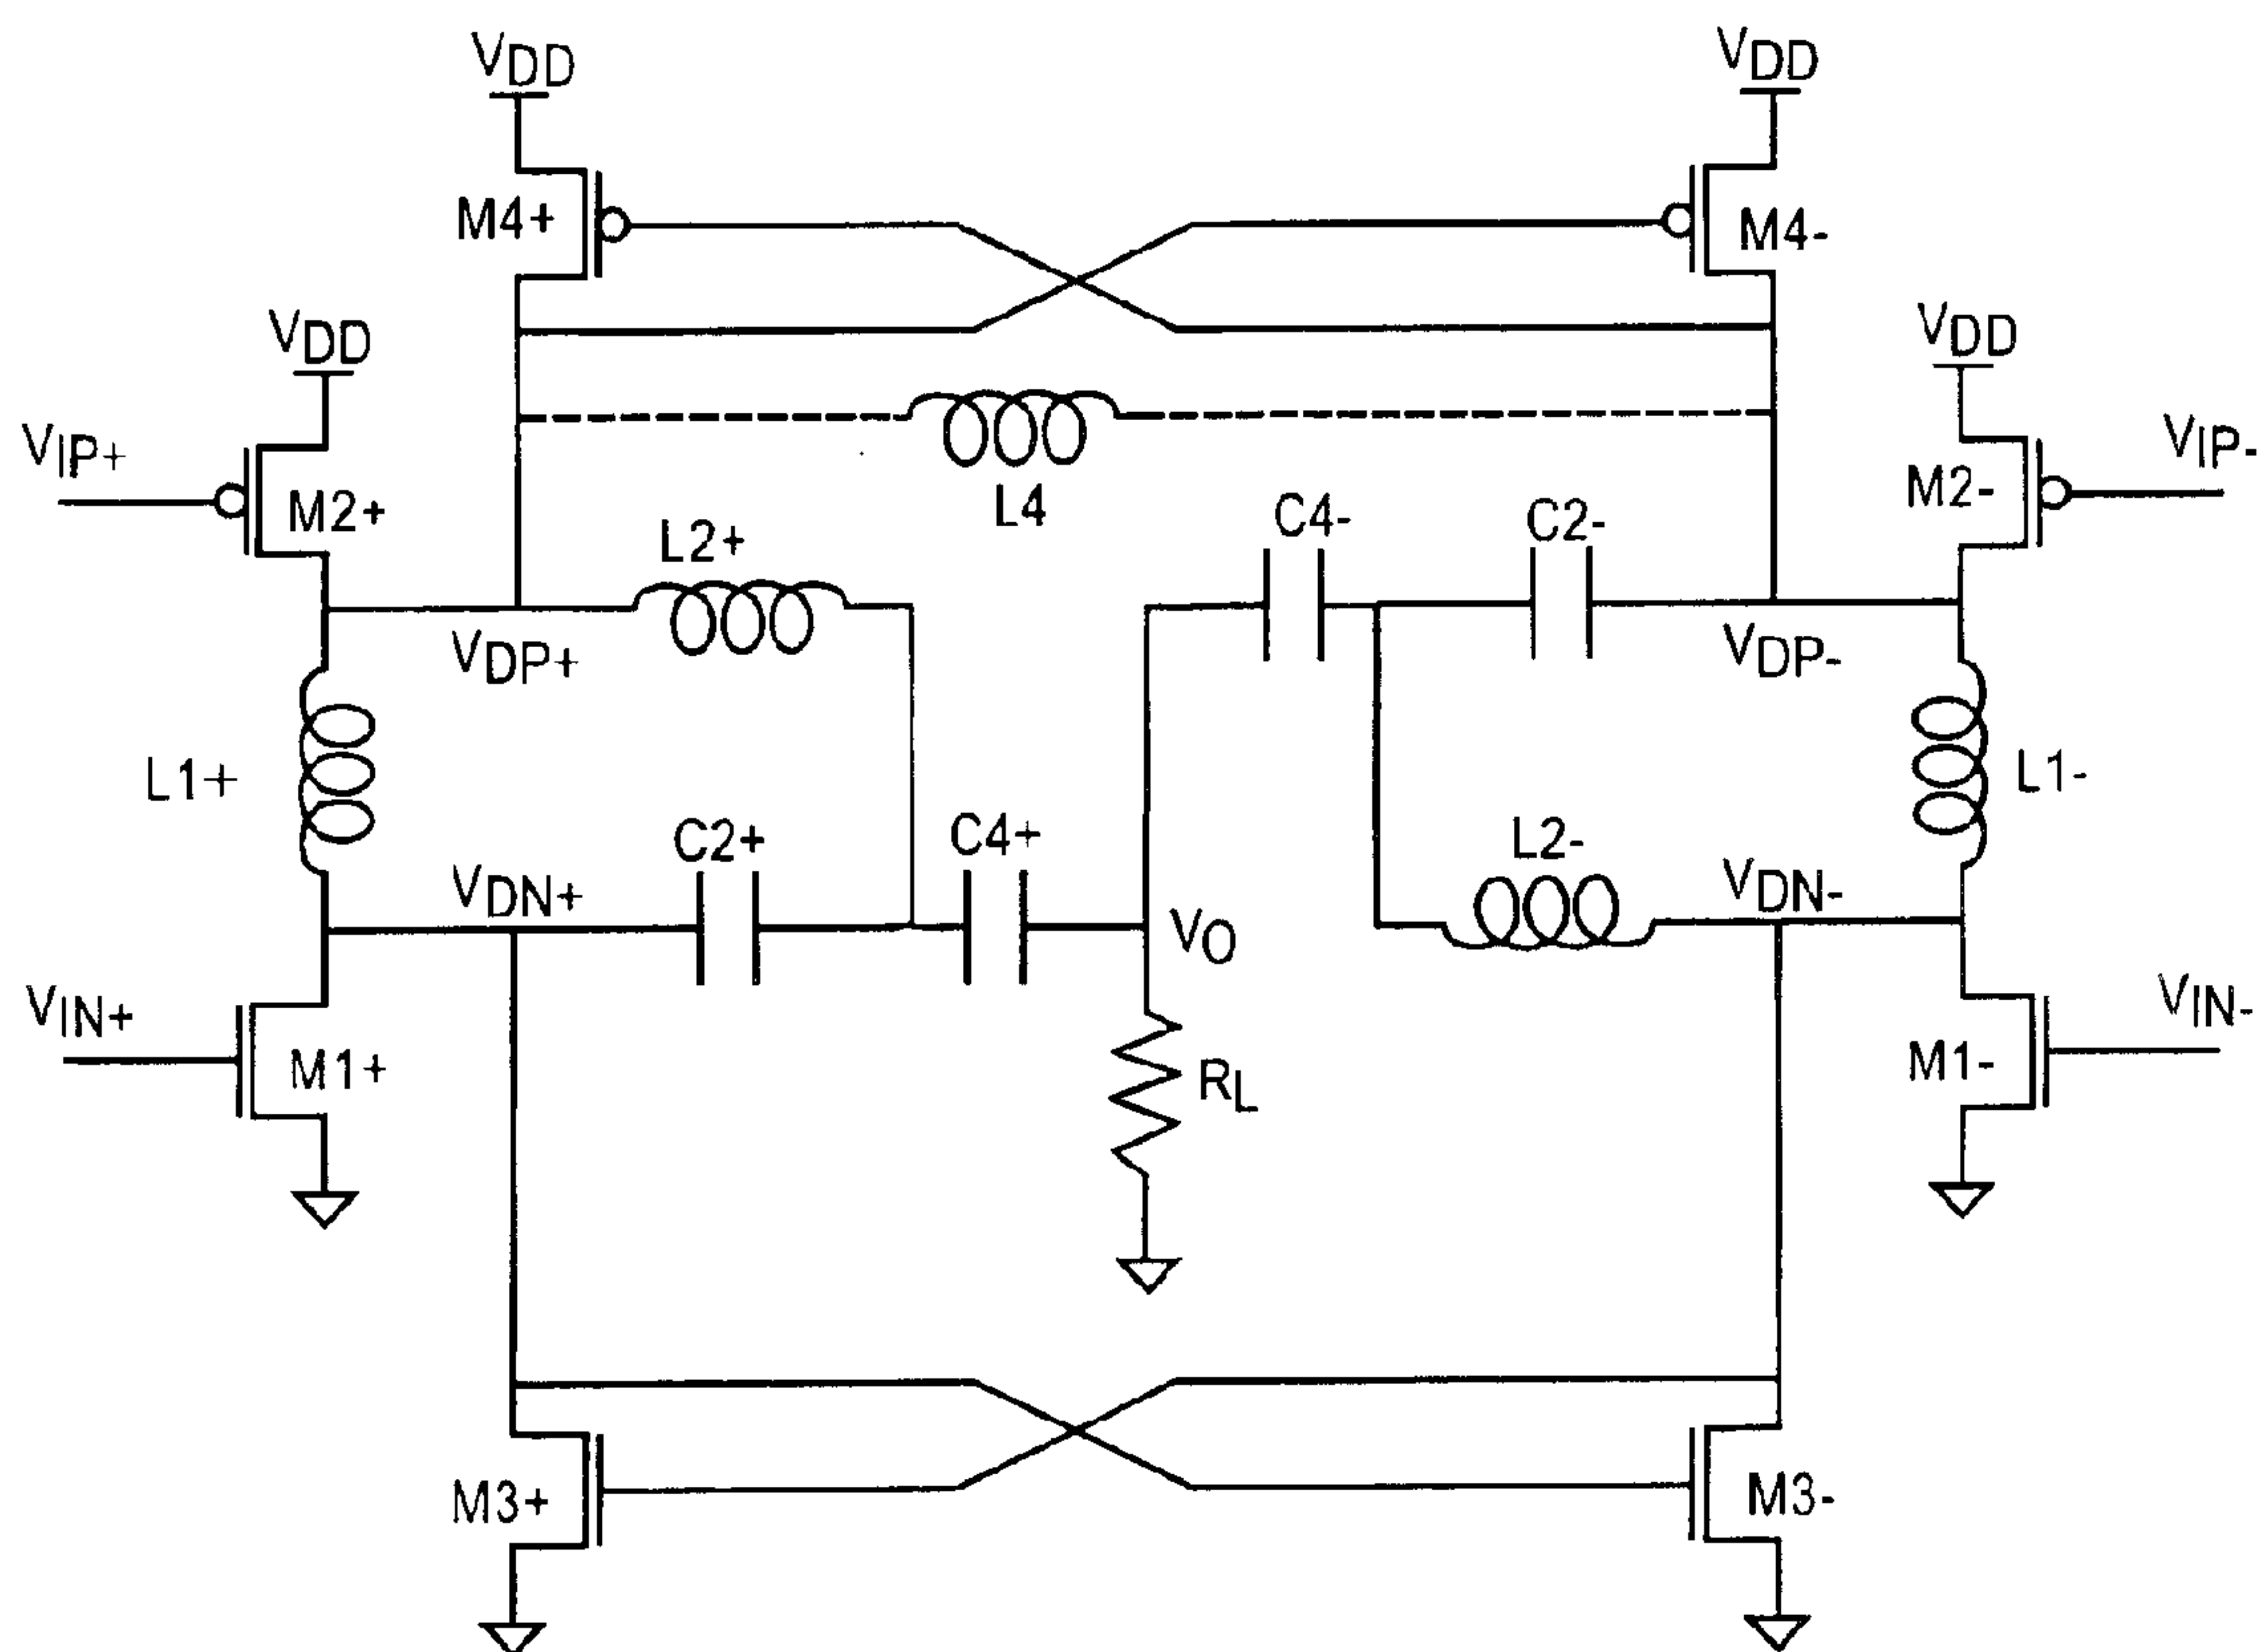 VDD
VDD
M4+
M4-
VDD
VDD
VIP+
VIP-
M2+
M2-
L4
L2+
C4-
C2-
VDP+
VDP-
L1+
L1-
C2+
C4+
L2-
VDN+
VDN-
VO
VIN+
VIN-
M1+
M1-
RL
M3+
M3-